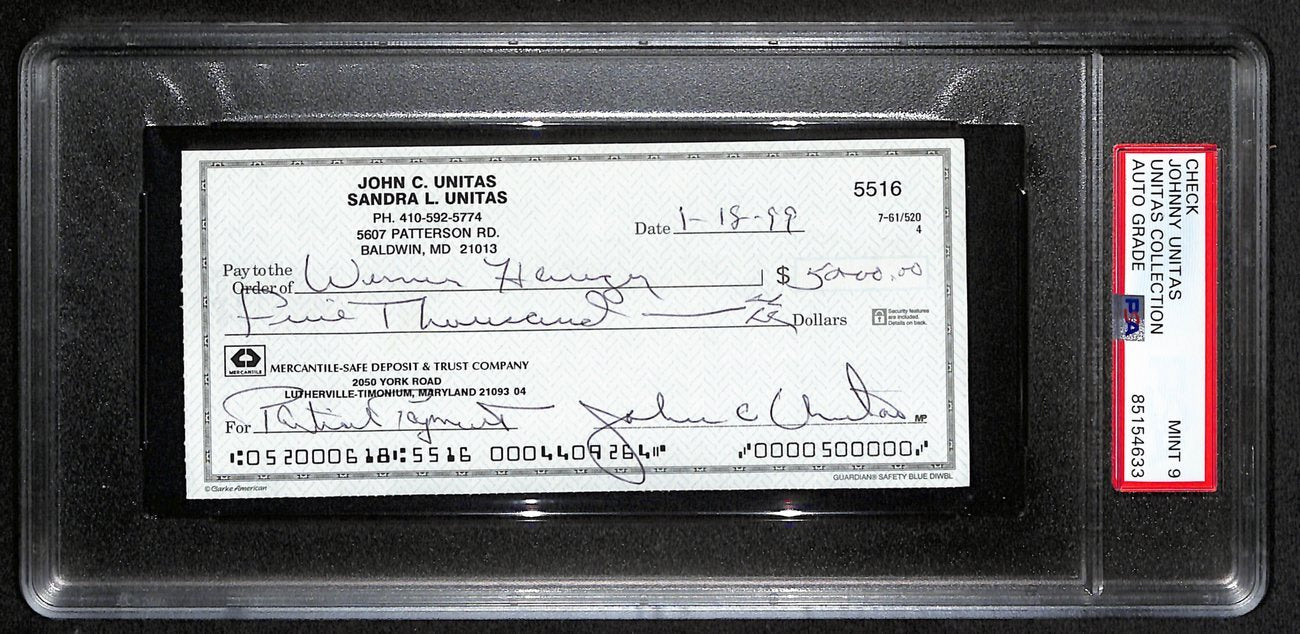 JOHN C. UNITAS
SANDRA L. UNITAS
PH. 410-592-5774
5607 PATTERSON RD.
BALDWIN, MD 21013
5516
Date 1-18-99
7-61/520
4
Pay to the
Order of Werner $ 5000.00
Five Thousand Dollars
Security features
are included.
Details on back.
MERCANTILE
MERCANTILE-SAFE DEPOSIT & TRUST COMPANY
2050 YORK ROAD
LUTHERVILLE-TIMONIUM, MARYLAND 21093 04
For Partial Payment John C Unitas MP
⑆052000618⑆5516 0004409264⑈ ⑇0000500000⑇
© Clarke American
GUARDIAN® SAFETY BLUE DIWBL
CHECK
JOHNNY UNITAS
UNITAS COLLECTION
AUTO GRADE
MINT 9
85154633
PSA